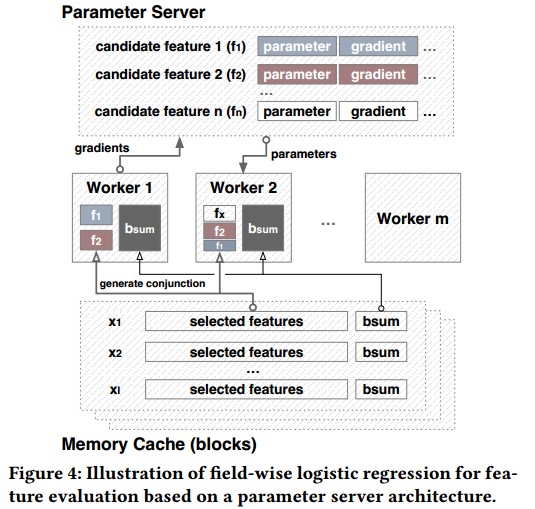 Parameter Server
candidate feature 1 (f1) parameter gradient ...
candidate feature 2 (f2) parameter gradient ...
...
candidate feature n (fn) parameter gradient ...
gradients
parameters
Worker 1
f1
f2
bsum
Worker 2
fx
f2
f1
bsum
...
Worker m
generate conjunction
x1 selected features bsum
x2 selected features bsum
...
xl selected features bsum
Memory Cache (blocks)
Figure 4: Illustration of field-wise logistic regression for fea-
ture evaluation based on a parameter server architecture.